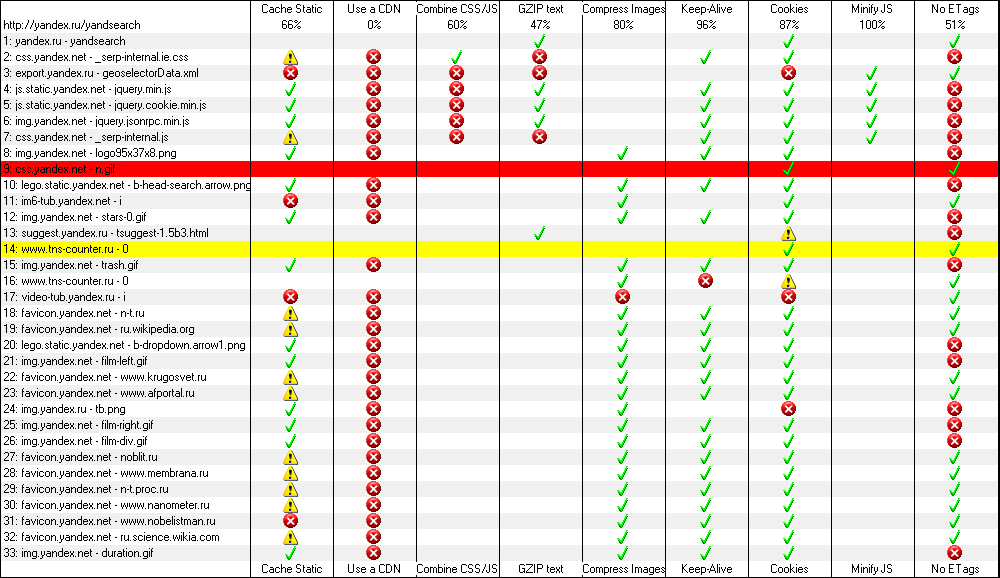 Cache Static Use a CDN Combine CSS/JS GZIP text Compress Images Keep-Alive Cookies Minify JS No ETags
http://yandex.ru/yandsearch 66% 0% 60% 47% 80% 96% 87% 100% 51%
1: yandex.ru - yandsearch
2: css.yandex.net - _serp-internal.ie.css
3: export.yandex.ru - geoselectorData.xml
4: js.static.yandex.net - jquery.min.js
5: js.static.yandex.net - jquery.cookie.min.js
6: img.yandex.net - jquery.jsonrpc.min.js
7: css.yandex.net - _serp-internal.js
8: img.yandex.net - logo95x37x8.png
9: css.yandex.net - n.gif
10: lego.static.yandex.net - b-head-search.arrow.png
11: im6-tub.yandex.net - i
12: img.yandex.net - stars-0.gif
13: suggest.yandex.ru - tsuggest-1.5b3.html
14: www.tns-counter.ru - 0
15: img.yandex.net - trash.gif
16: www.tns-counter.ru - 0
17: video-tub.yandex.ru - i
18: favicon.yandex.net - n-t.ru
19: favicon.yandex.net - ru.wikipedia.org
20: lego.static.yandex.net - b-dropdown.arrow1.png
21: img.yandex.net - film-left.gif
22: favicon.yandex.net - www.krugosvet.ru
23: favicon.yandex.net - www.afportal.ru
24: img.yandex.ru - tb.png
25: img.yandex.net - film-right.gif
26: img.yandex.net - film-div.gif
27: favicon.yandex.net - noblit.ru
28: favicon.yandex.net - www.membrana.ru
29: favicon.yandex.net - n-t.proc.ru
30: favicon.yandex.net - www.nanometer.ru
31: favicon.yandex.net - www.nobelistman.ru
32: favicon.yandex.net - ru.science.wikia.com
33: img.yandex.net - duration.gif
Cache Static Use a CDN Combine CSS/JS GZIP text Compress Images Keep-Alive Cookies Minify JS No ETags